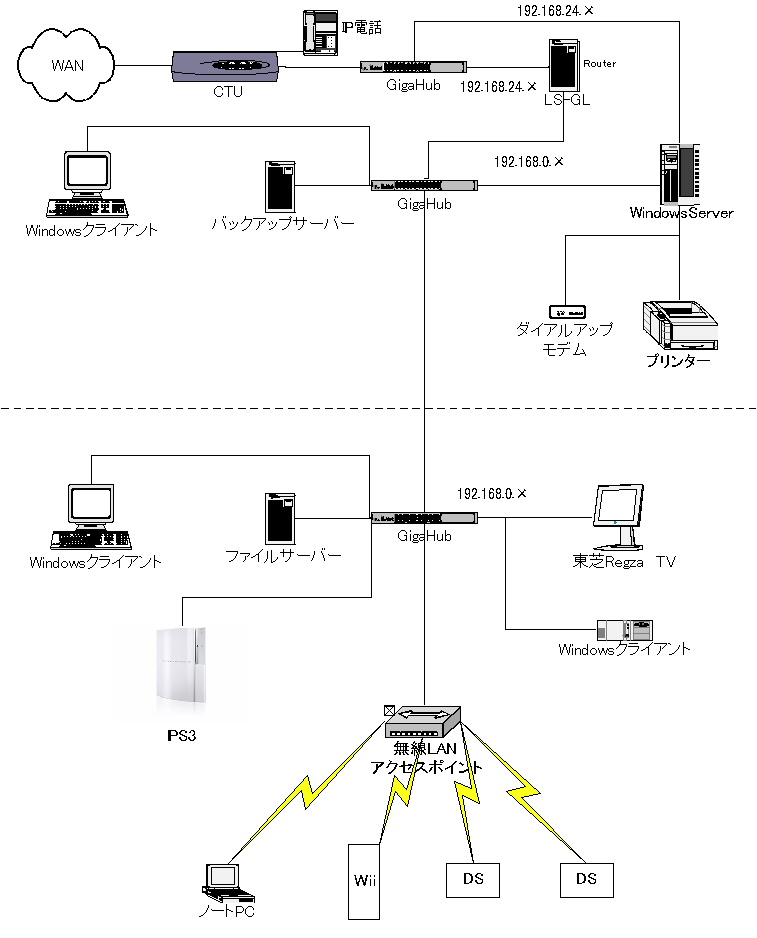 192.168.24.×
IP電話
WAN
CTU
GigaHub
192.168.24.×
Router
LS-GL
192.168.0.×
Windowsクライアント
バックアップサーバー
GigaHub
WindowsServer
ダイアルアップ
モデム
プリンター
192.168.0.×
Windowsクライアント
ファイルサーバー
GigaHub
東芝Regza TV
Windowsクライアント
PS3
無線LAN
アクセスポイント
ノートPC
Wii
DS
DS